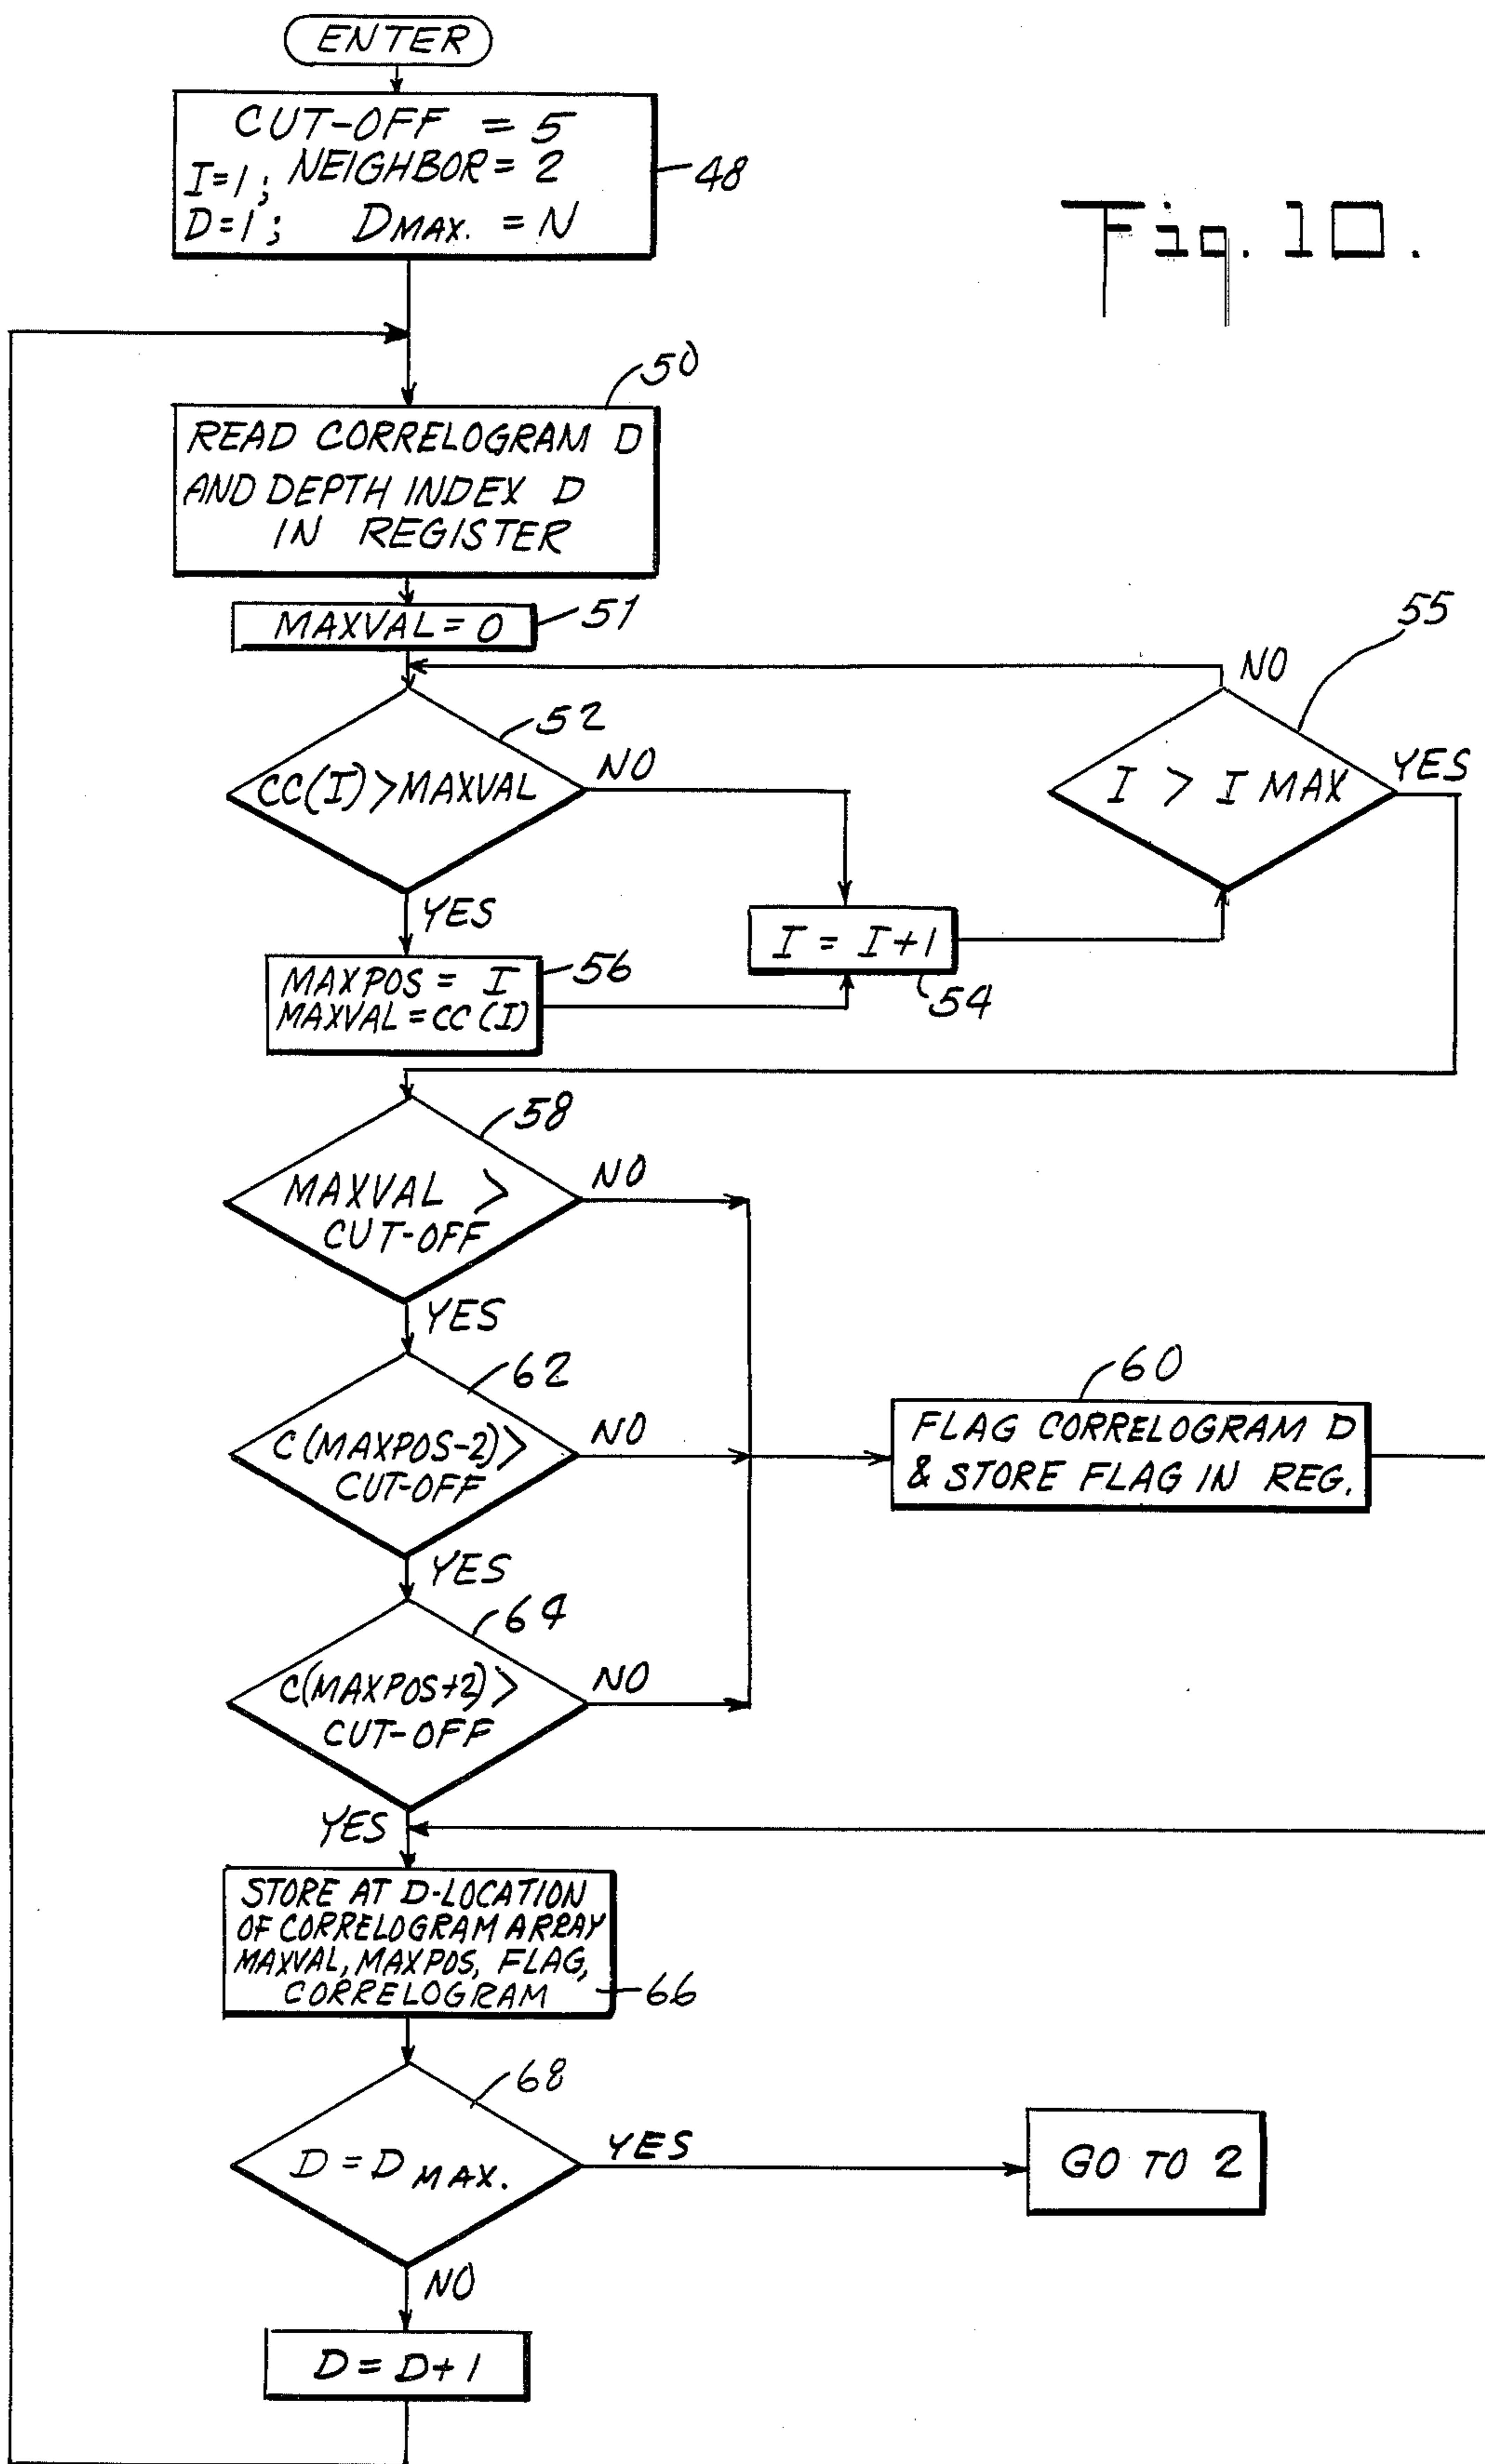 ENTER
CUT-OFF = 5
I=1; NEIGHBOR=2
D=1; DMAX. = N
48
Fig. 10.
50
READ CORRELOGRAM D
AND DEPTH INDEX D
IN REGISTER
MAXVAL=0
51
55
NO
52
CC(I)>MAXVAL
NO
I > I MAX
YES
YES
I = I+1
54
MAXPOS = I
MAXVAL=CC(I)
56
58
MAXVAL >
CUT-OFF
NO
YES
62
C(MAXPOS-2)>
CUT-OFF
NO
60
FLAG CORRELOGRAM D
& STORE FLAG IN REG.
YES
64
C(MAXPOS+2)>
CUT-OFF
NO
YES
STORE AT D-LOCATION
OF CORRELOGRAM ARRAY
MAXVAL, MAXPOS, FLAG,
CORRELOGRAM
66
68
D = D MAX.
YES
GO TO 2
NO
D = D+1